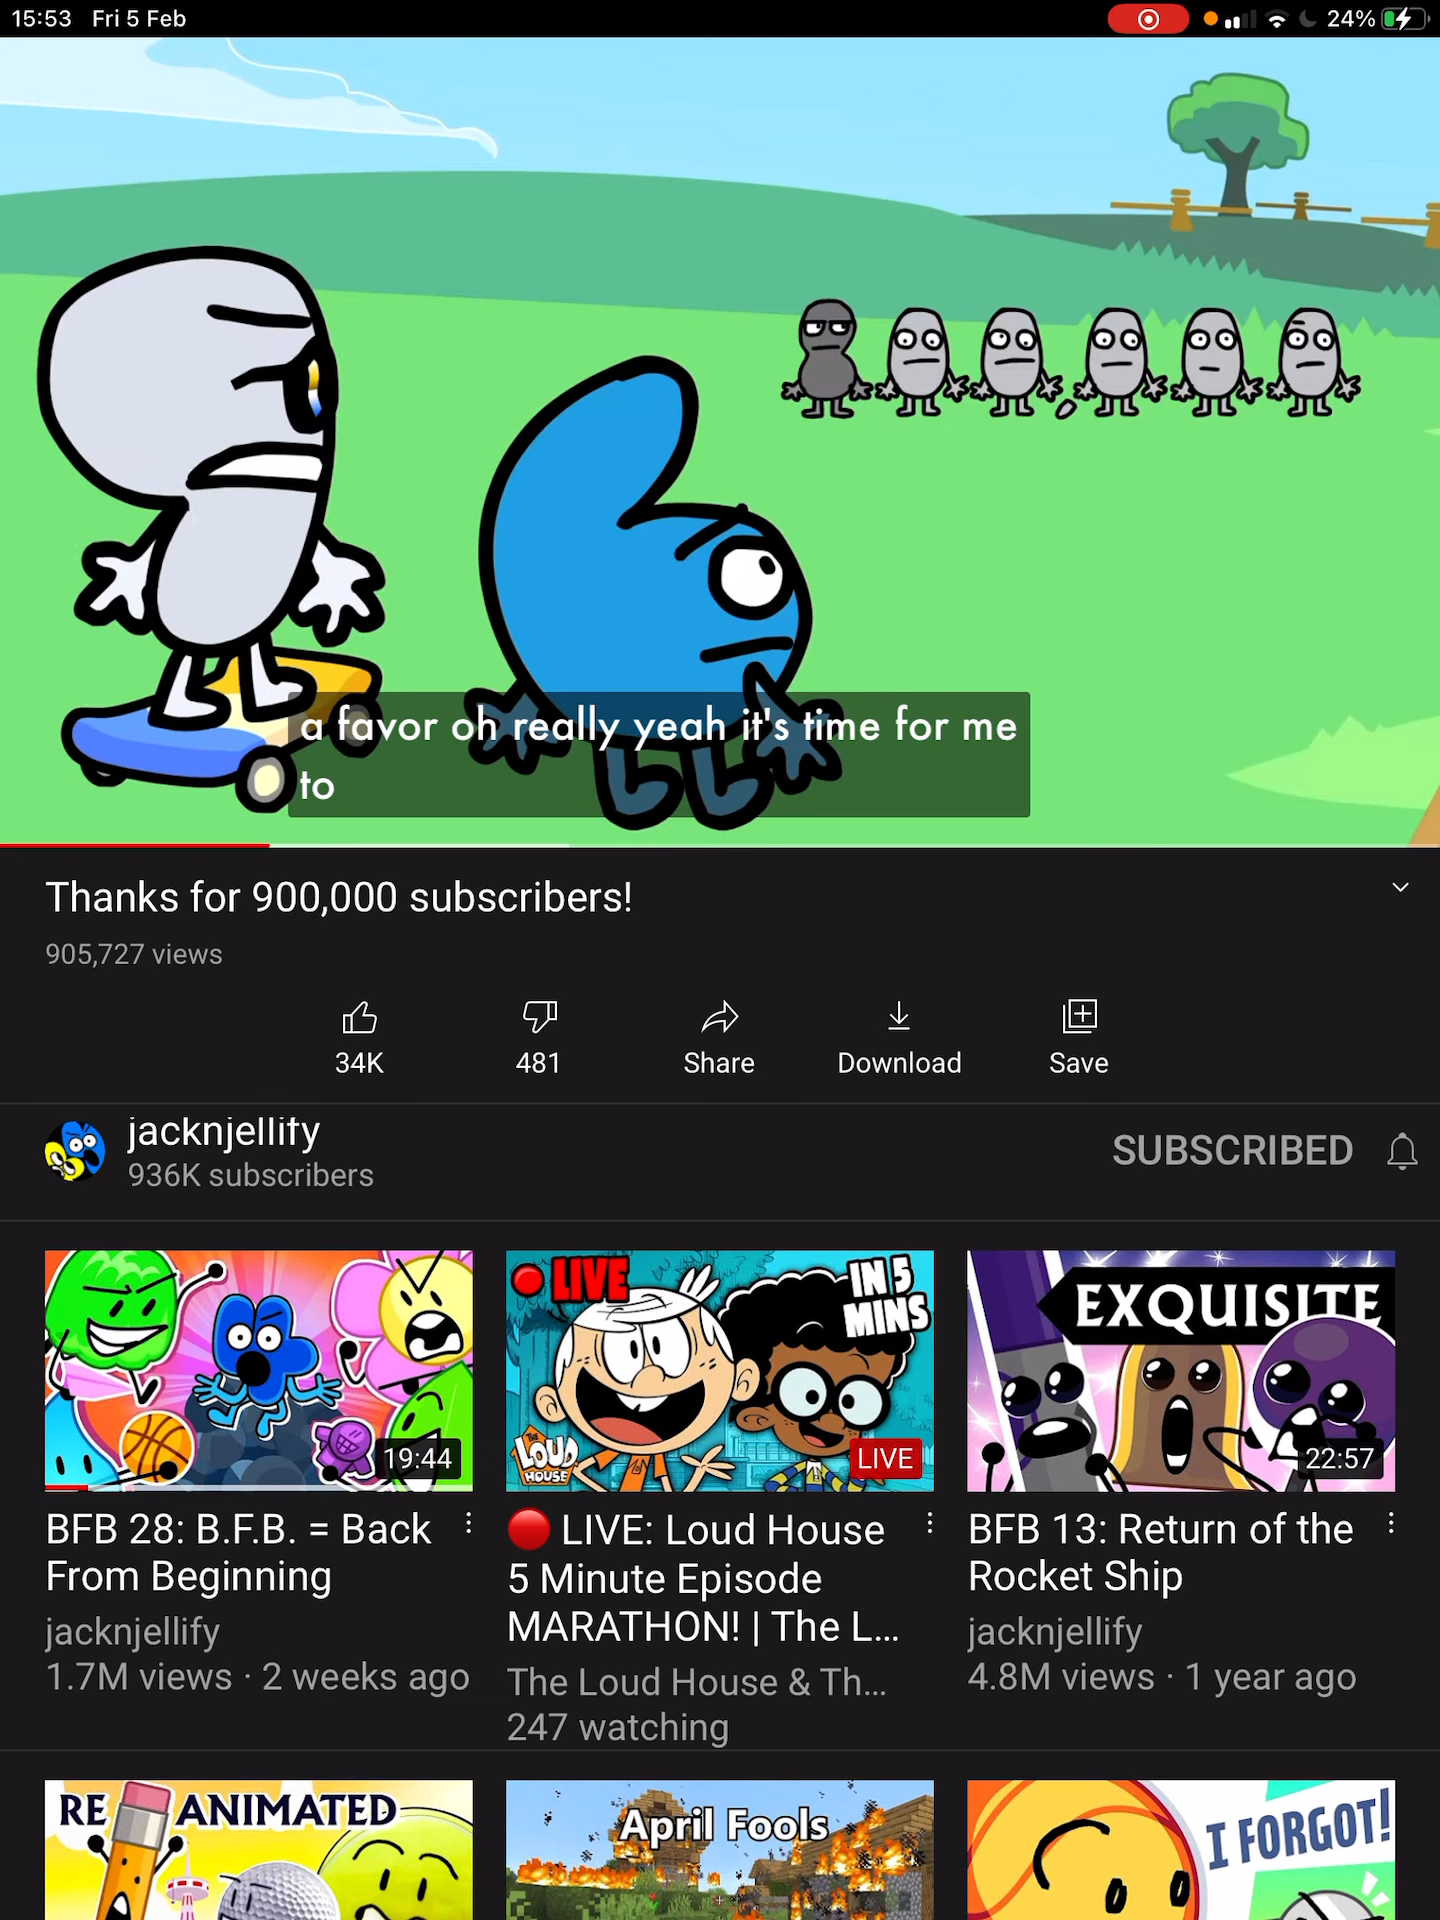 15:53 Fri 5 Feb
24%
a favor oh really yeah it's time for me
to
Thanks for 900,000 subscribers!
905,727 views
34K
481
Share
Download
Save
jacknjellify
936K subscribers
SUBSCRIBED
19:44
LIVE
IN 5
MINS
THE
LOUD
HOUSE
LIVE
EXQUISITE
22:57
BFB 28: B.F.B. = Back
From Beginning
jacknjellify
1.7M views · 2 weeks ago
🔴 LIVE: Loud House
5 Minute Episode
MARATHON! | The L...
The Loud House & Th...
247 watching
BFB 13: Return of the
Rocket Ship
jacknjellify
4.8M views · 1 year ago
RE ANIMATED
April Fools
I FORGOT!